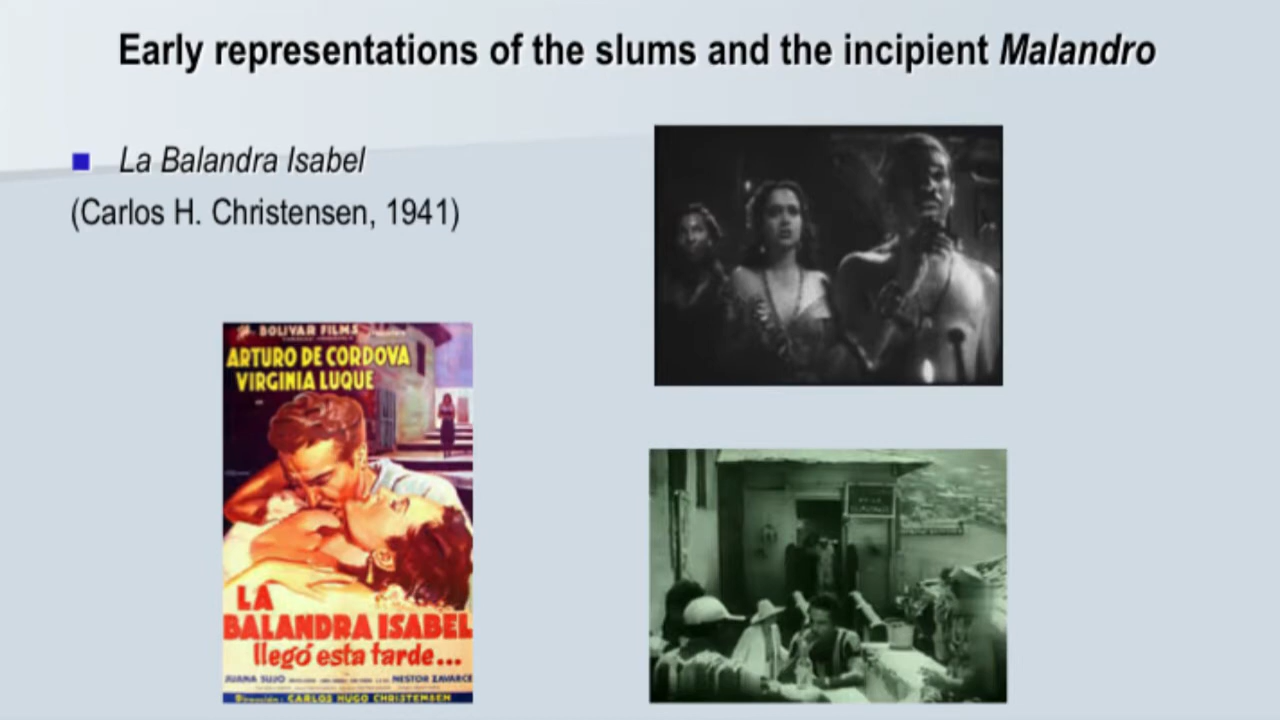 Early representations of the slums and the incipient Malandro
La Balandra Isabel
(Carlos H. Christensen, 1941)
BOLIVAR FILMS
ARTURO DE CORDOVA
VIRGINIA LUQUE
LA
BALANDRA ISABEL
llegó esta tarde...
JUANA SUJO
NESTOR ZAVARCE
Dirección: CARLOS HUGO CHRISTENSEN